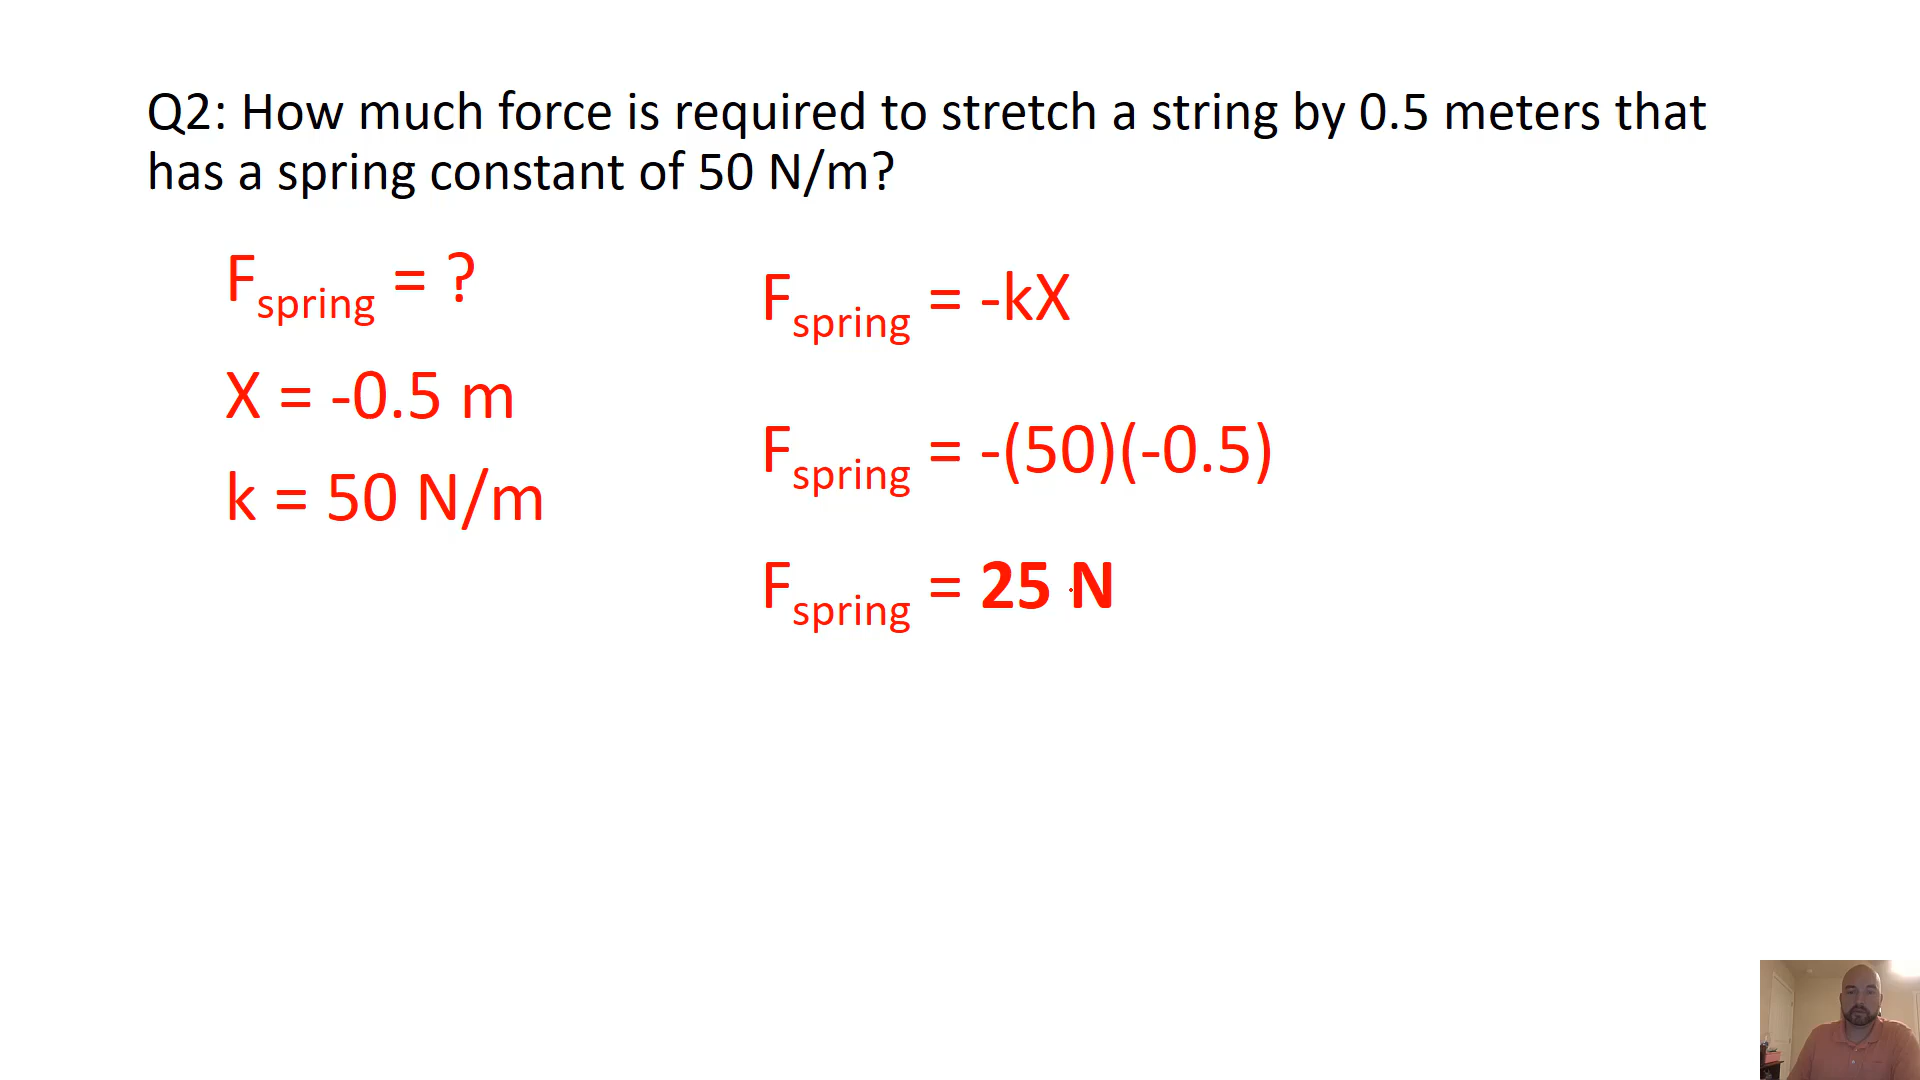 Q2: How much force is required to stretch a string by 0.5 meters that
has a spring constant of 50 N/m?
Fspring = ?
X = -0.5 m
k = 50 N/m
Fspring = -kX
Fspring = -(50)(-0.5)
Fspring = 25 N